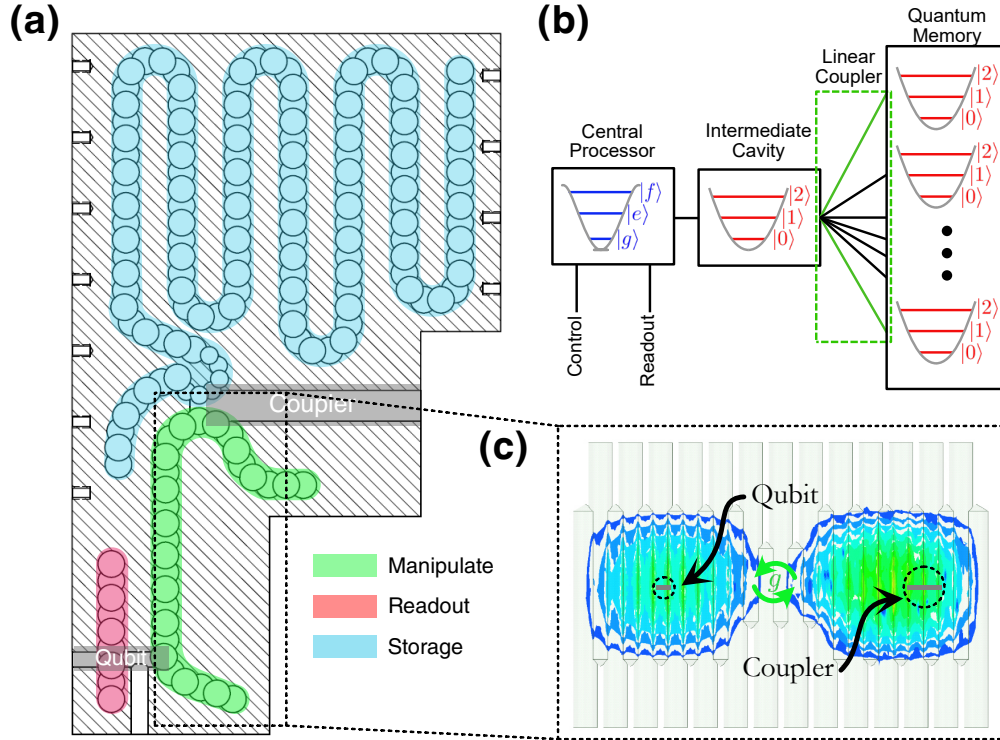 (a)
Coupler
Qubit
Manipulate
Readout
Storage
(b)
Central
Processor
|f⟩
|e⟩
|g⟩
Control
Readout
Intermediate
Cavity
|2⟩
|1⟩
|0⟩
Linear
Coupler
Quantum
Memory
|2⟩
|1⟩
|0⟩
|2⟩
|1⟩
|0⟩
|2⟩
|1⟩
|0⟩
(c)
Qubit
g
Coupler